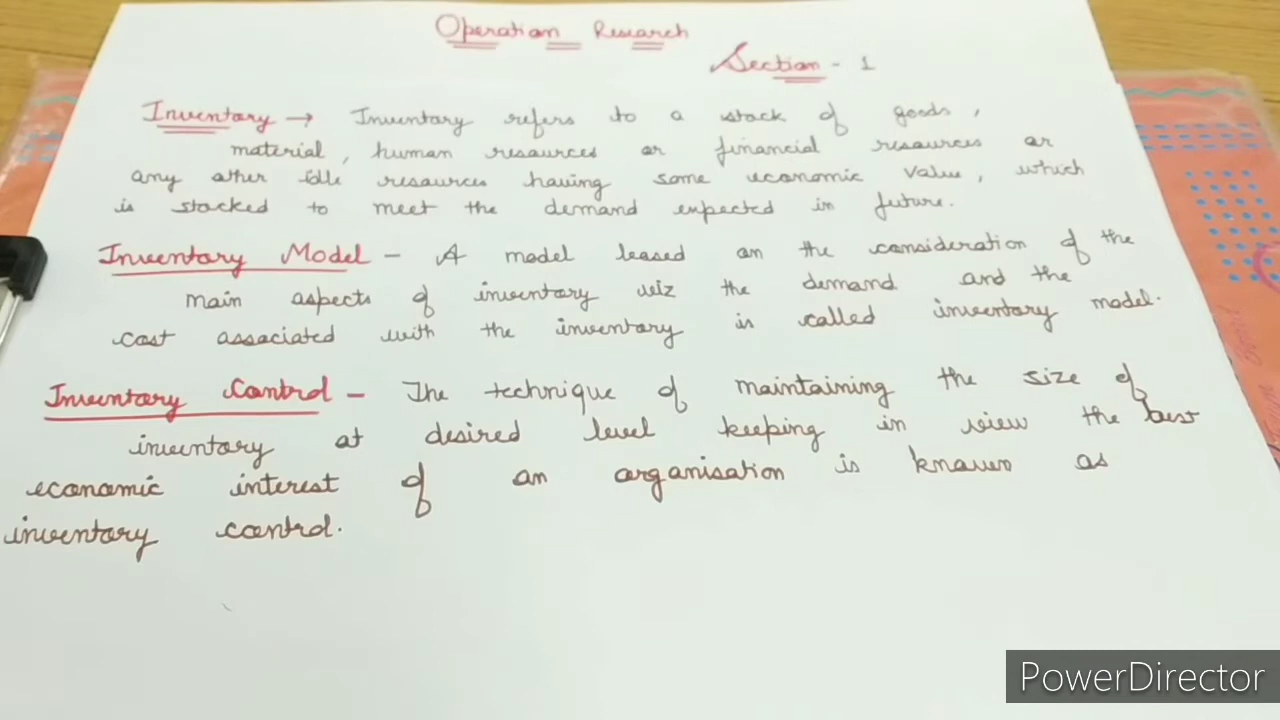 Operation Research
Section - 1
Inventory → Inventory refers to a stock of goods,
material, human resources or financial resources or
any other Idle resources having some economic value, which
is stocked to meet the demand expected in future.
Inventory Model - A model based on the consideration of the
main aspects of inventory viz the demand and the
cost associated with the inventory is called inventory model.
Inventory Control - The technique of maintaining the size of
inventory at desired level keeping in view the best
economic interest of an organisation is known as
inventory control.
PowerDirector